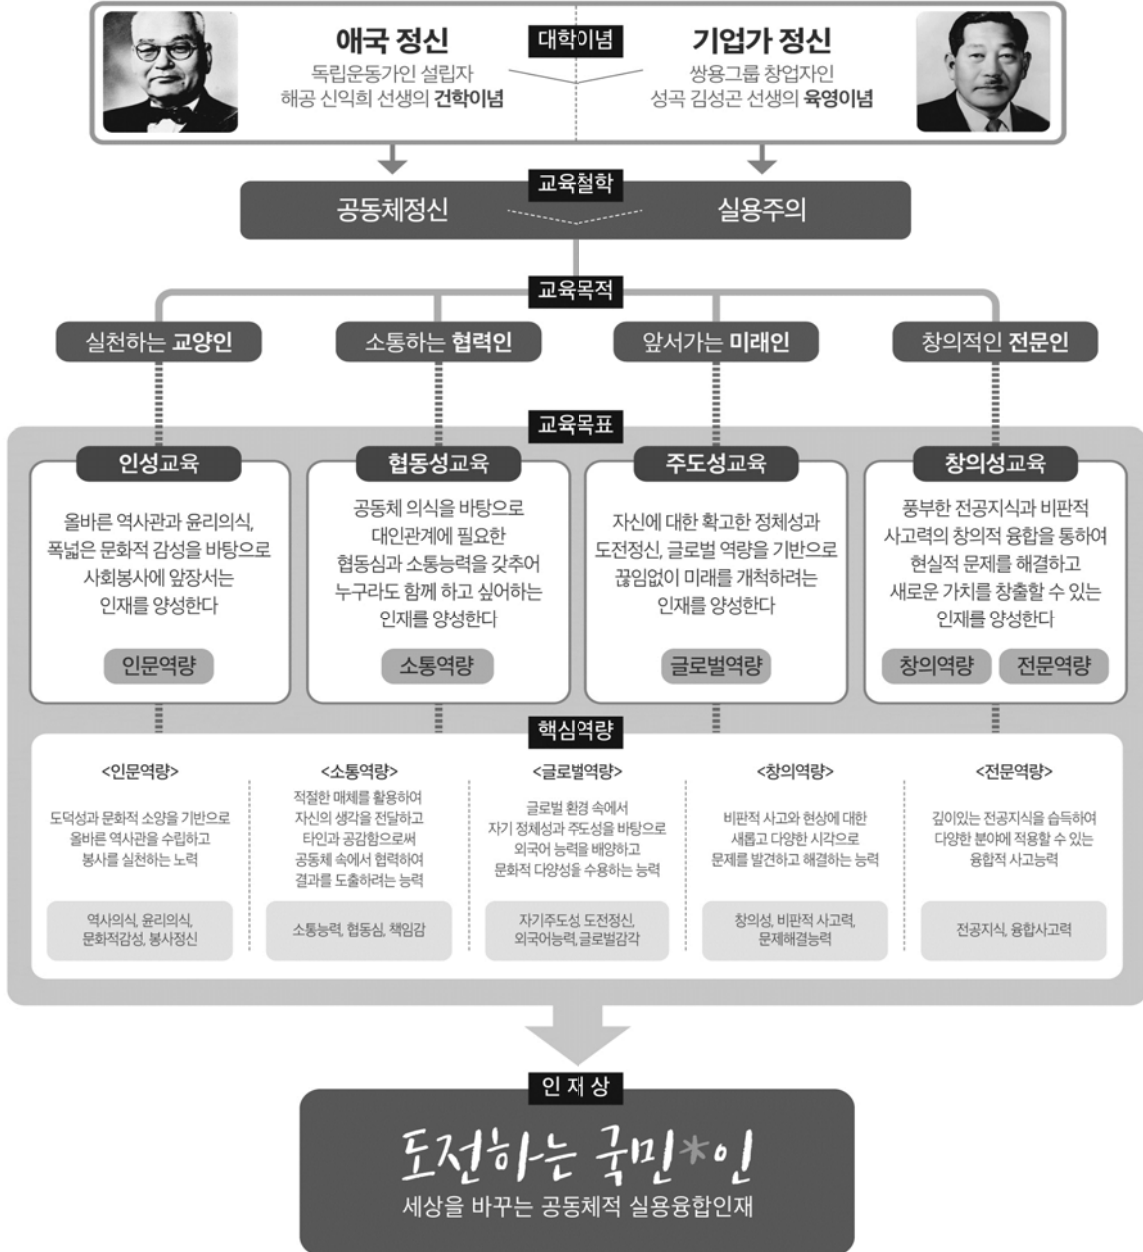 대학이념
애국 정신
독립운동가인 설립자
해공 신익희 선생의 건학이념
기업가 정신
쌍용그룹 창업자인
성곡 김성곤 선생의 육영이념
교육철학
공동체정신
실용주의
교육목적
실천하는 교양인
소통하는 협력인
앞서가는 미래인
창의적인 전문인
교육목표
인성교육
올바른 역사관과 윤리의식,
폭넓은 문화적 감성을 바탕으로
사회봉사에 앞장서는
인재를 양성한다
인문역량
협동성교육
공동체 의식을 바탕으로
대인관계에 필요한
협동심과 소통능력을 갖추어
누구라도 함께 하고 싶어하는
인재를 양성한다
소통역량
주도성교육
자신에 대한 확고한 정체성과
도전정신, 글로벌 역량을 기반으로
끊임없이 미래를 개척하려는
인재를 양성한다
글로벌역량
창의성교육
풍부한 전공지식과 비판적
사고력의 창의적 융합을 통하여
현실적 문제를 해결하고
새로운 가치를 창출할 수 있는
인재를 양성한다
창의역량
전문역량
핵심역량
<인문역량>
도덕성과 문화적 소양을 기반으로
올바른 역사관을 수립하고
봉사를 실천하는 노력
역사의식, 윤리의식,
문화적감성, 봉사정신
<소통역량>
적절한 매체를 활용하여
자신의 생각을 전달하고
타인과 공감함으로써
공동체 속에서 협력하여
결과를 도출하려는 능력
소통능력, 협동심, 책임감
<글로벌역량>
글로벌 환경 속에서
자기 정체성과 주도성을 바탕으로
외국어 능력을 배양하고
문화적 다양성을 수용하는 능력
자기주도성 도전정신,
외국어능력, 글로벌감각
<창의역량>
비판적 사고와 현상에 대한
새롭고 다양한 시각으로
문제를 발견하고 해결하는 능력
창의성, 비판적 사고력,
문제해결능력
<전문역량>
깊이있는 전공지식을 습득하여
다양한 분야에 적용할 수 있는
융합적 사고능력
전공지식, 융합사고력
인 재 상
도전하는 국민*인
세상을 바꾸는 공동체적 실용융합인재